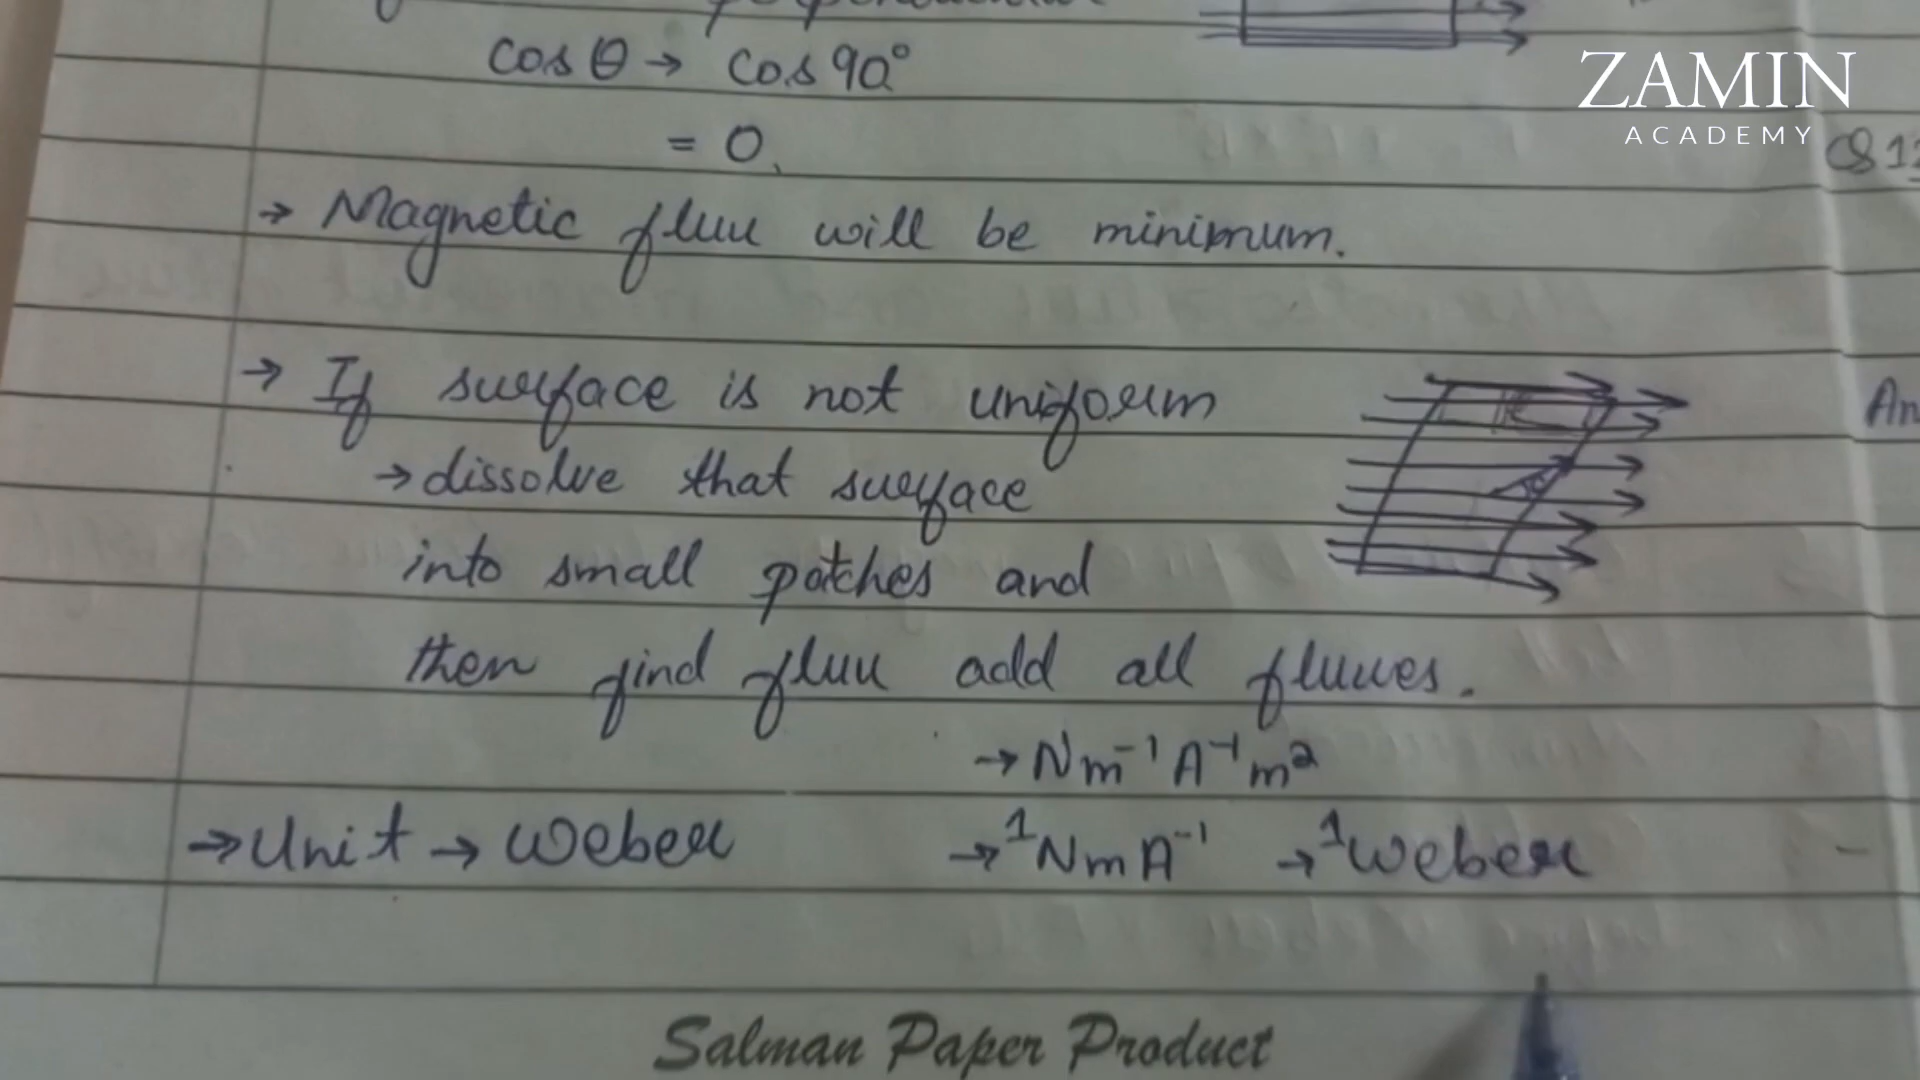 cos θ → cos 90°
= 0.
→ Magnetic flux will be minimum.
→ If surface is not uniform
→ dissolve that surface
into small patches and
then find flux add all fluxes.
→ Nm⁻¹A⁻¹m²
→ Unit → Weber → 1NmA⁻¹ → 1Weber
Salman Paper Product
ZAMIN
ACADEMY
An